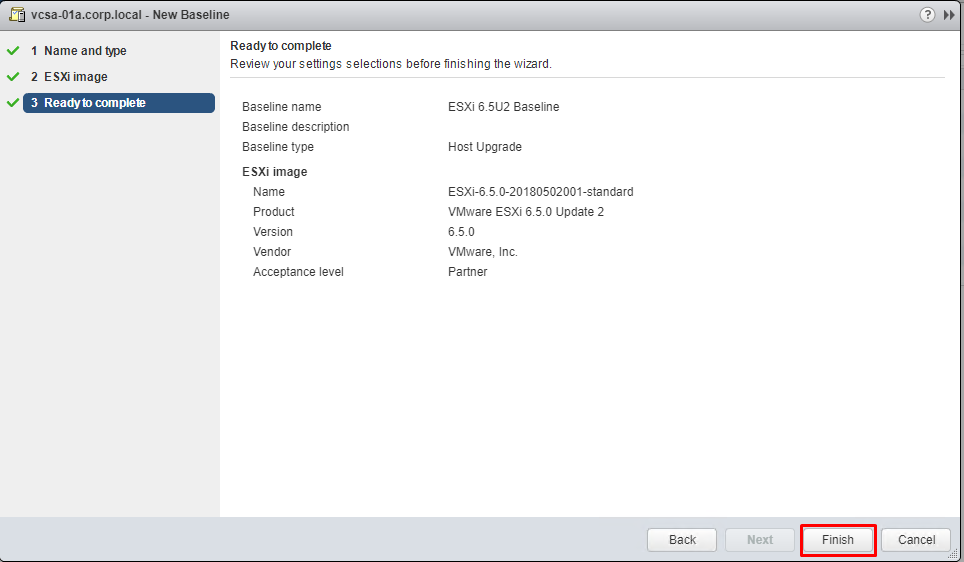 vcsa-01a.corp.local - New Baseline
?
1 Name and type
2 ESXi image
3 Ready to complete
Ready to complete
Review your settings selections before finishing the wizard.
Baseline name ESXi 6.5U2 Baseline
Baseline description
Baseline type Host Upgrade
ESXi image
Name ESXi-6.5.0-20180502001-standard
Product VMware ESXi 6.5.0 Update 2
Version 6.5.0
Vendor VMware, Inc.
Acceptance level Partner
Back Next Finish Cancel